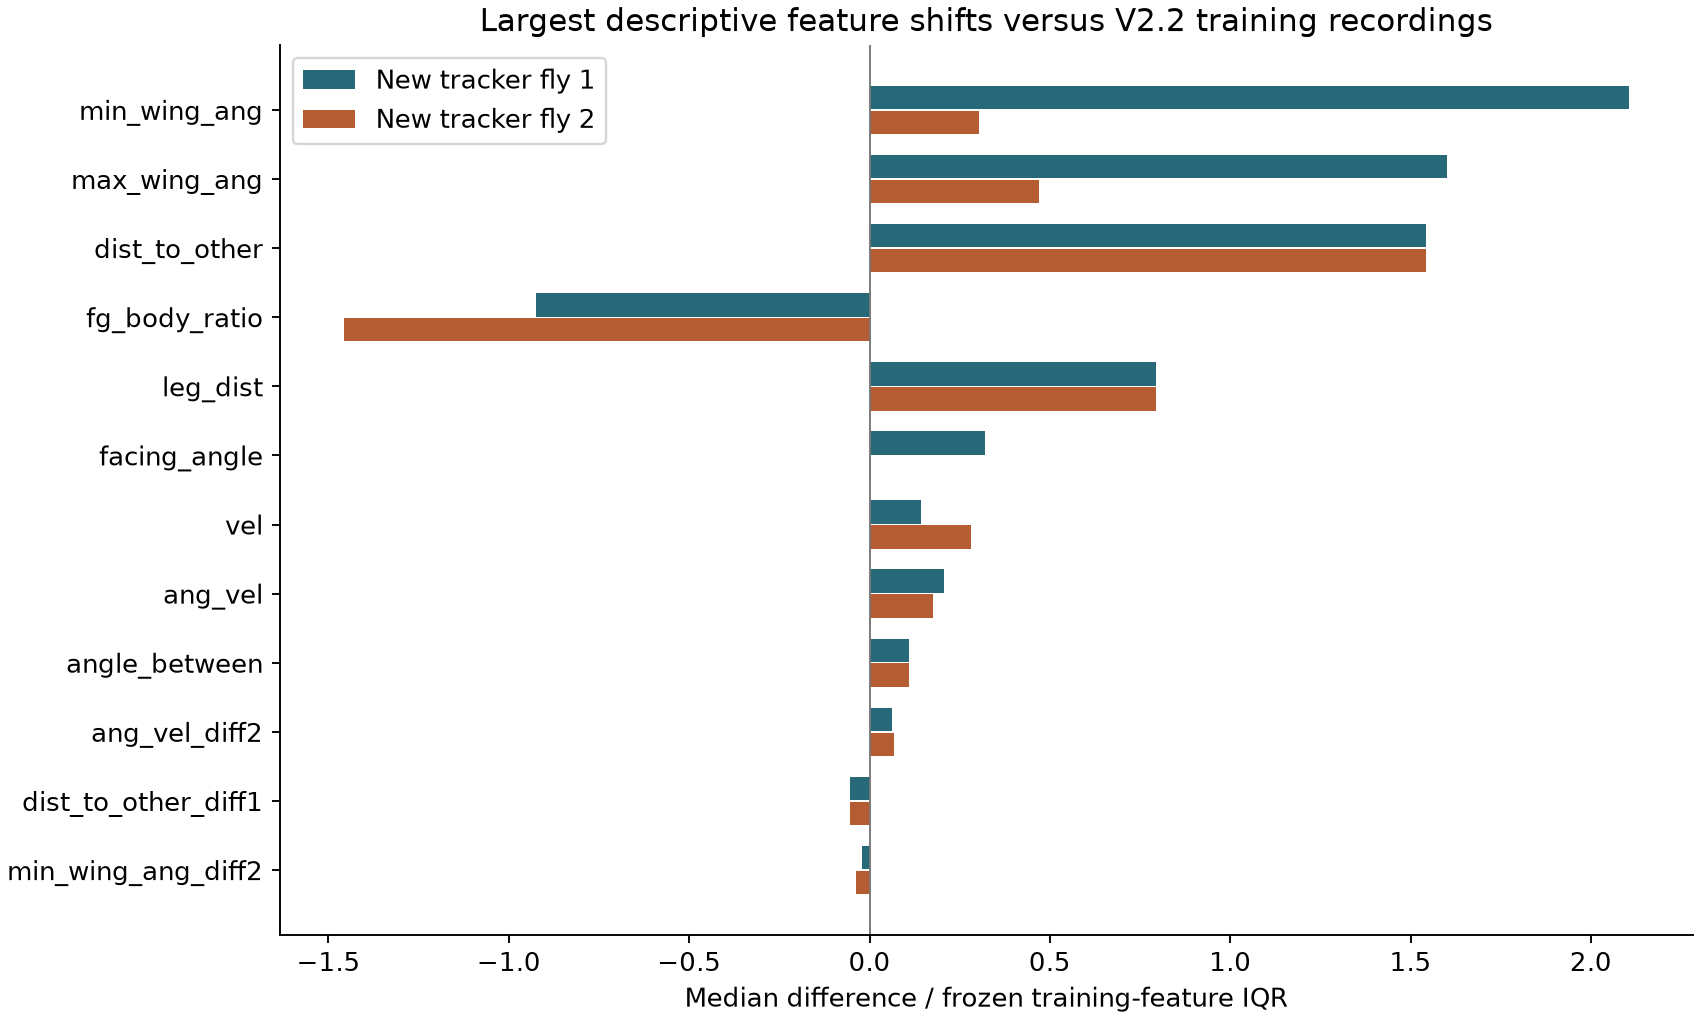 Largest descriptive feature shifts versus V2.2 training recordings
New tracker fly 1
New tracker fly 2
min_wing_ang
max_wing_ang
dist_to_other
fg_body_ratio
leg_dist
facing_angle
vel
ang_vel
angle_between
ang_vel_diff2
dist_to_other_diff1
min_wing_ang_diff2
−1.5 −1.0 −0.5 0.0 0.5 1.0 1.5 2.0
Median difference / frozen training-feature IQR